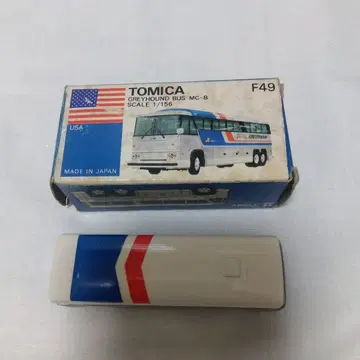 TOMICA
F49
GREYHOUND BUS MC-8
SCALE 1/156
USA
MADE IN JAPAN